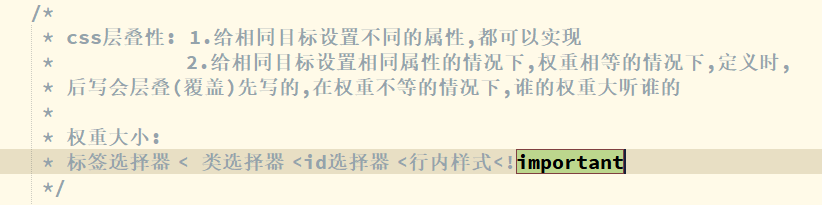 /*
* css层叠性: 1.给相同目标设置不同的属性,都可以实现
* 2.给相同目标设置相同属性的情况下,权重相等的情况下,定义时,
* 后写会层叠(覆盖)先写的,在权重不等的情况下,谁的权重大听谁的
*
* 权重大小:
* 标签选择器 < 类选择器 <id选择器 <行内样式<!important
*/